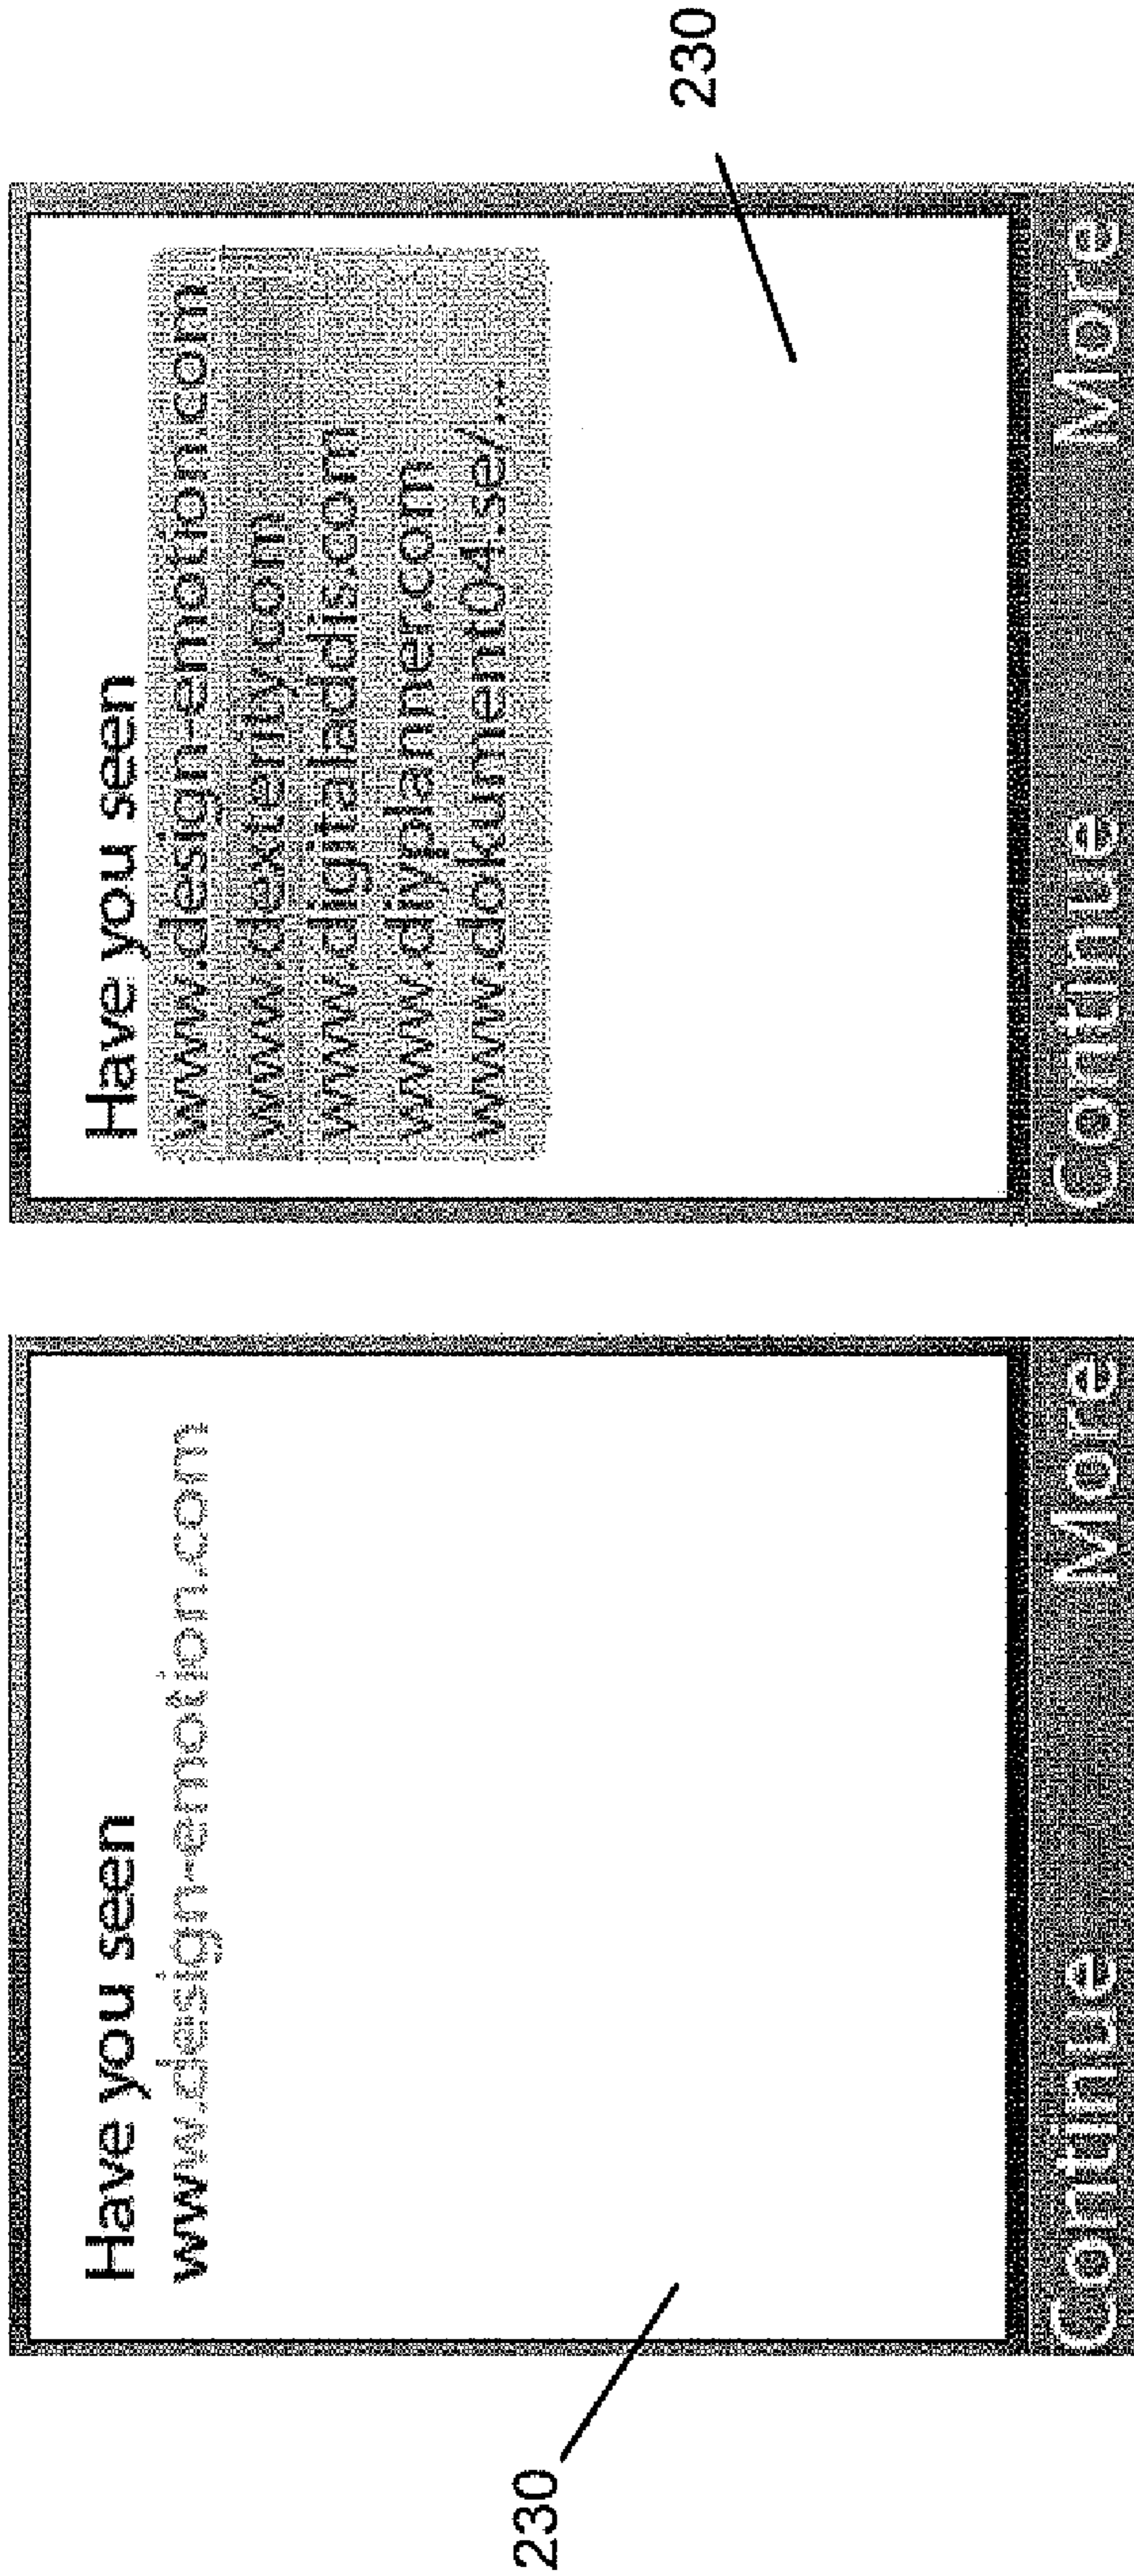 230
Have you seen
www.design-emotion.com
Continue More
230
Have you seen
www.design-emotion.com
www.dexterity.com
www.digitaladdis.com
www.diyplanner.com
www.dokument04.se/...
Continue More